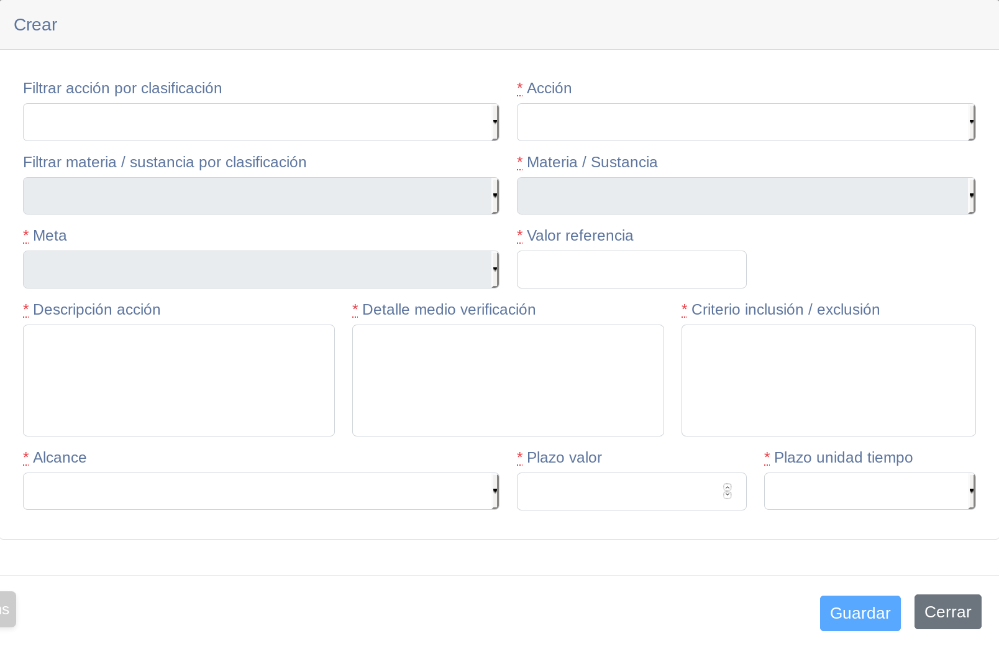 Crear
Filtrar acción por clasificación
* Acción
Filtrar materia / sustancia por clasificación
* Materia / Sustancia
* Meta
* Valor referencia
* Descripción acción
* Detalle medio verificación
* Criterio inclusión / exclusión
* Alcance
* Plazo valor
* Plazo unidad tiempo
Guardar
Cerrar